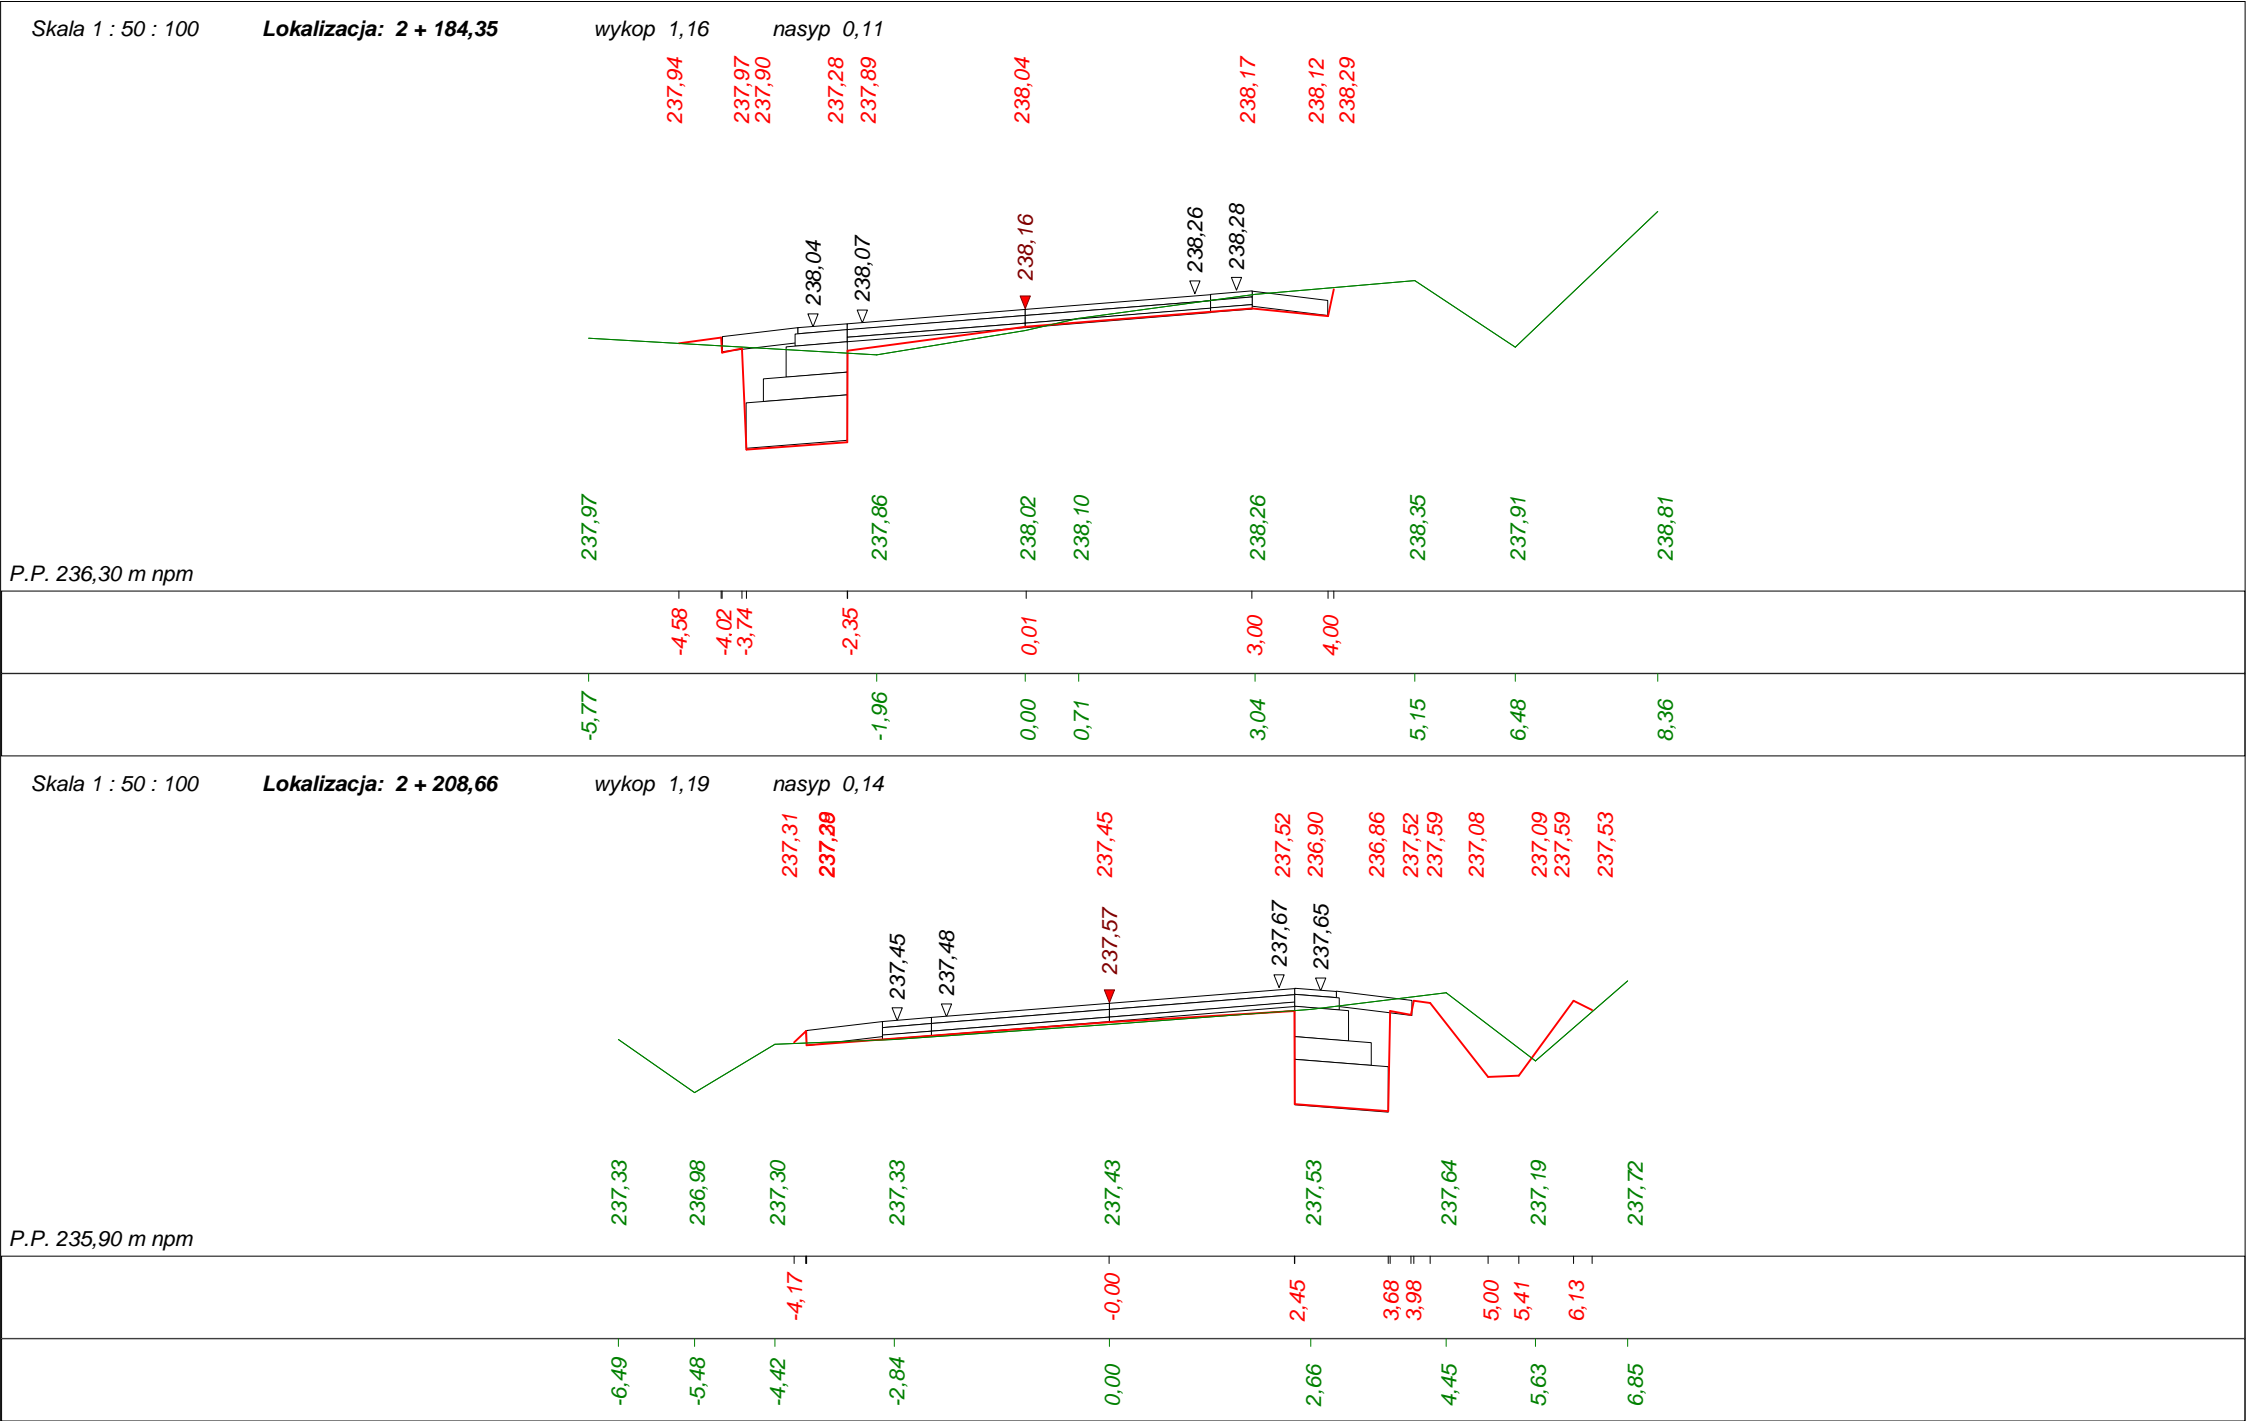 Skala 1 : 50 : 100 Lokalizacja: 2 + 184,35 wykop 1,16 nasyp 0,11
237,94 237,97 237,90 237,28 237,89 238,04 238,17 238,12 238,29
238,04 238,07 238,16 238,26 238,28
237,97 237,86 238,02 238,10 238,26 238,35 237,91 238,81
P.P. 236,30 m npm
-4,58 -4.02 -3,74 -2,35 0,01 3,00 4,00
-5,77 -1,96 0,00 0,71 3,04 5,15 6,48 8,36
Skala 1 : 50 : 100 Lokalizacja: 2 + 208,66 wykop 1,19 nasyp 0,14
237,31 237,29 237,45 237,52 236,90 236,86 237,52 237,59 237,08 237,09 237,59 237,53
237,45 237,48 237,57 237,67 237,65
237,33 236,98 237,30 237,33 237,43 237,53 237,64 237,19 237,72
P.P. 235,90 m npm
-4,17 -0,00 2,45 3,68 3,98 5,00 5,41 6,13
-6,49 -5,48 -4,42 -2,84 0,00 2,66 4,45 5,63 6,85